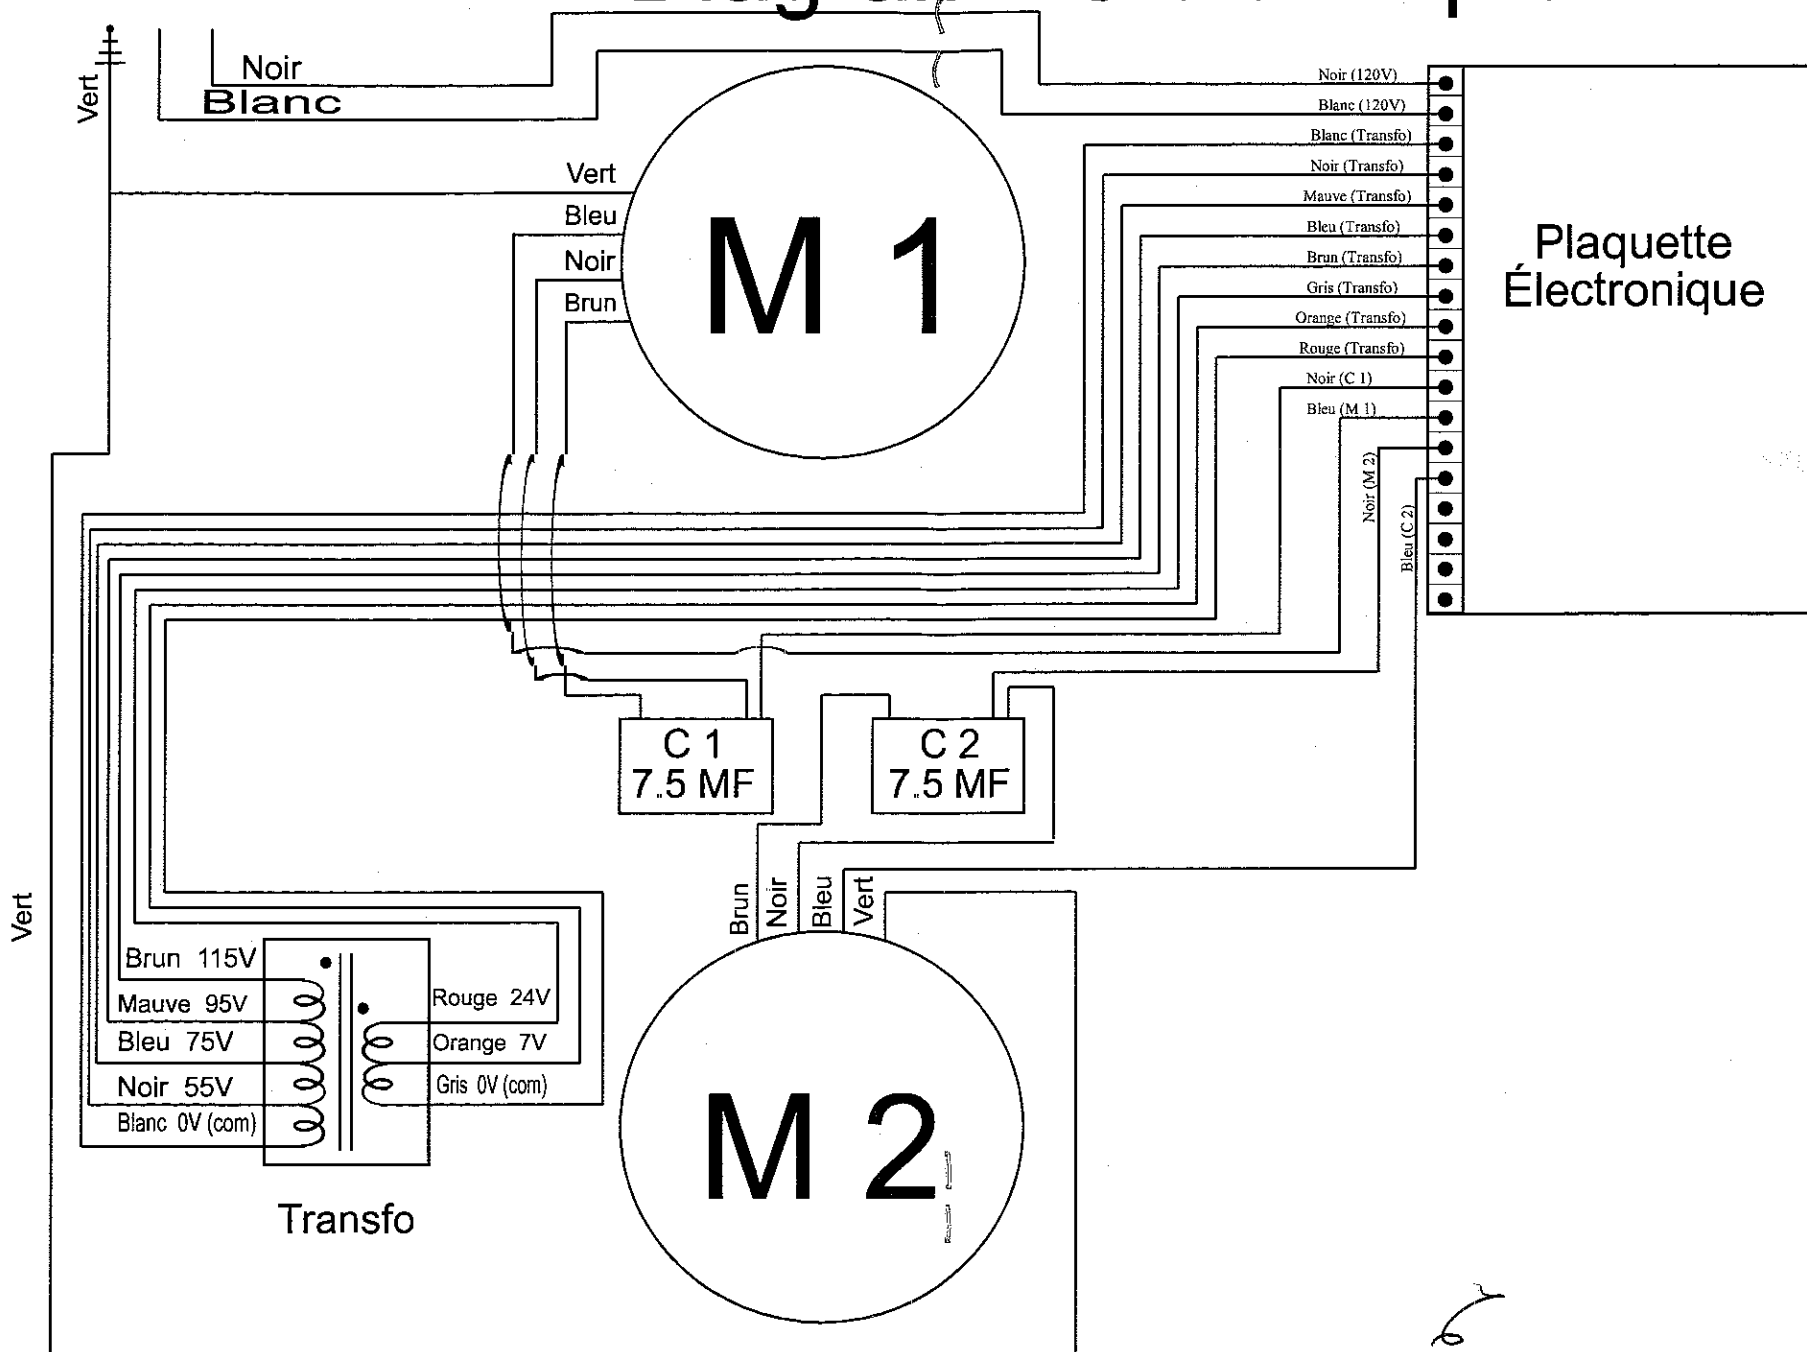 Noir
Blanc
Vert
Vert
Bleu
Noir
Brun
M 1
Noir (120V)
Blanc (120V)
Blanc (Transfo)
Noir (Transfo)
Mauve (Transfo)
Bleu (Transfo)
Brun (Transfo)
Gris (Transfo)
Orange (Transfo)
Rouge (Transfo)
Noir (C 1)
Bleu (M 1)
Noir (M 2)
Bleu (C 2)
Plaquette
Électronique
C 1
7.5 MF
C 2
7.5 MF
Brun
Noir
Bleu
Vert
Vert
Brun 115V
Mauve 95V
Bleu 75V
Noir 55V
Blanc 0V (com)
Rouge 24V
Orange 7V
Gris 0V (com)
Transfo
M 2